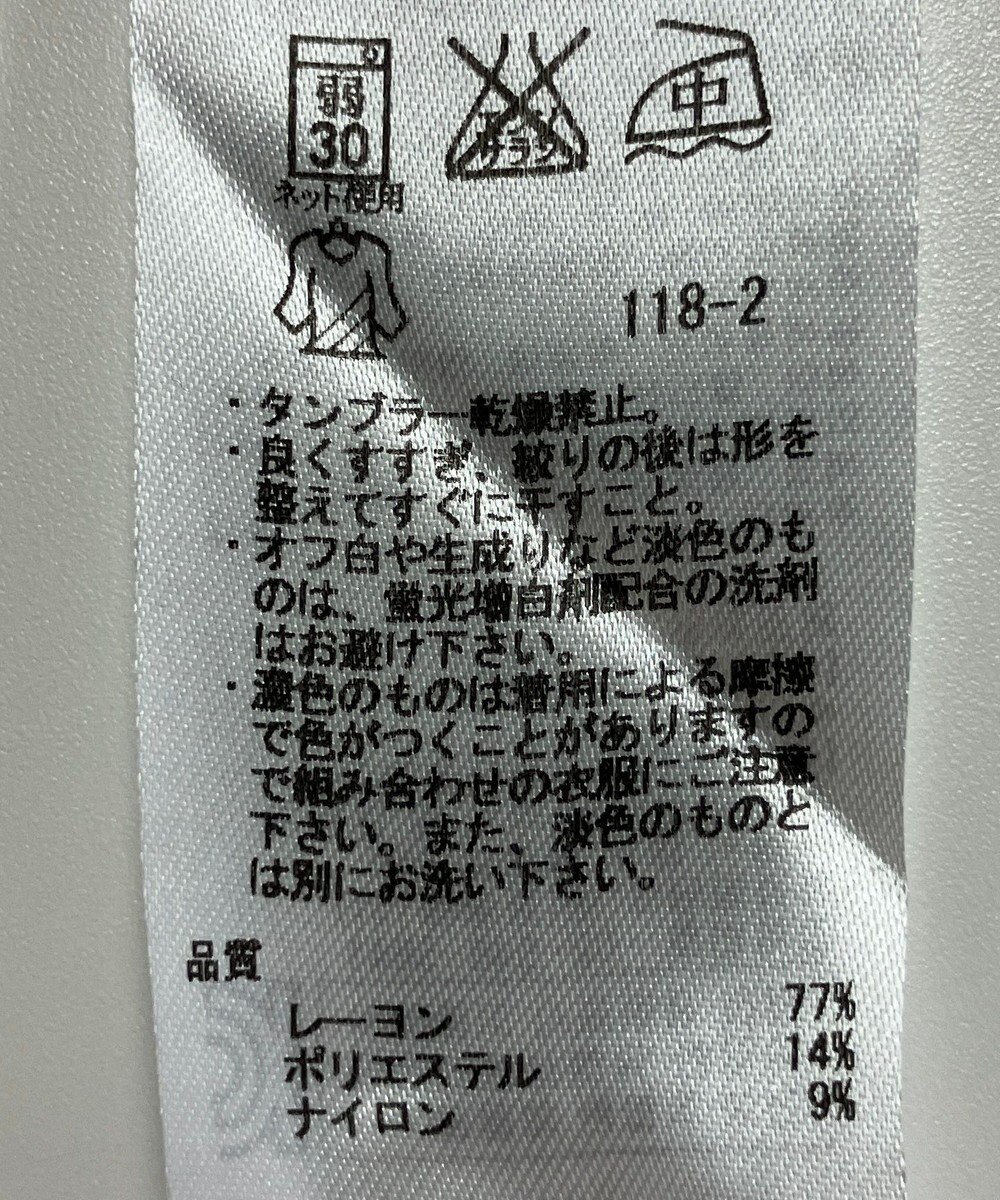 弱
30
ネット使用
エンソ
サラシ
中
118-2
・タンブラー乾燥禁止。
・良くすすぎ、絞りの後は形を
整えてすぐに干すこと。
・オフ白や生成りなど淡色のも
のは、蛍光増白剤配合の洗剤
はお避け下さい。
・濃色のものは着用による摩擦
で色がつくことがありますの
で組み合わせの衣服にご注意
下さい。また、淡色のものと
は別にお洗い下さい。
品質
レーヨン 77%
ポリエステル 14%
ナイロン 9%